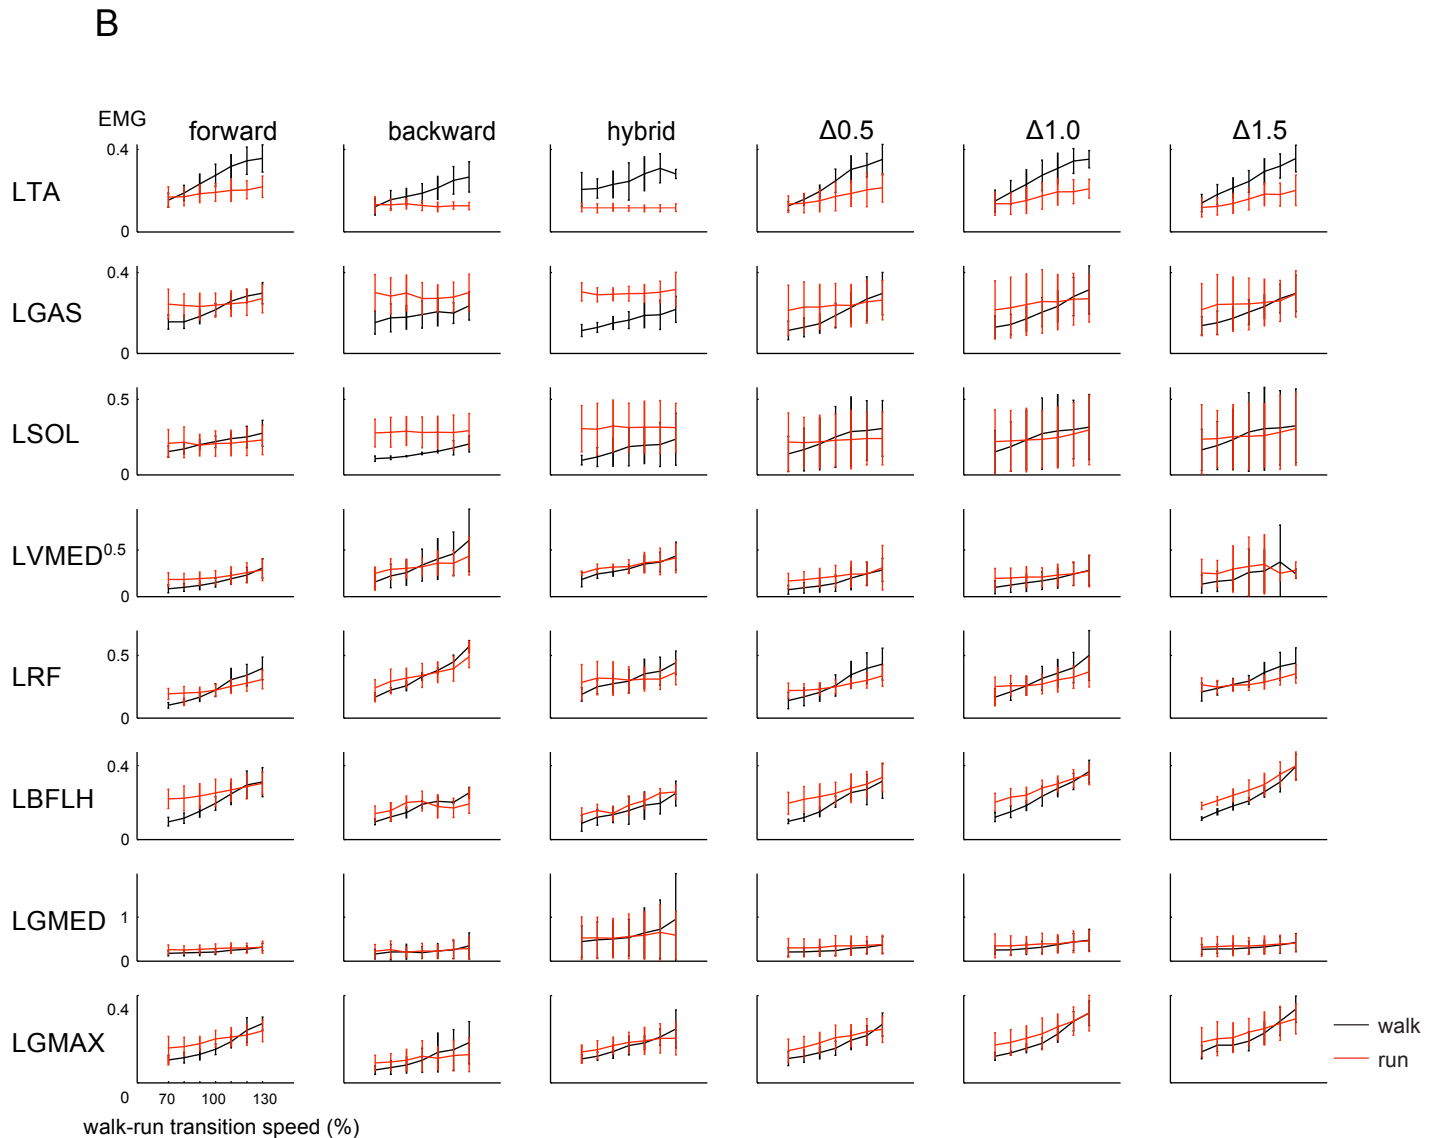 B
EMG
forward backward hybrid Δ0.5 Δ1.0 Δ1.5
0.4
LTA
0
0.4
LGAS
0
0.5
LSOL
0
LVMED 0.5
0
0.5
LRF
0
0.4
LBFLH
0
1
LGMED
0
0.4
LGMAX
walk
run
0 70 100 130
walk-run transition speed (%)